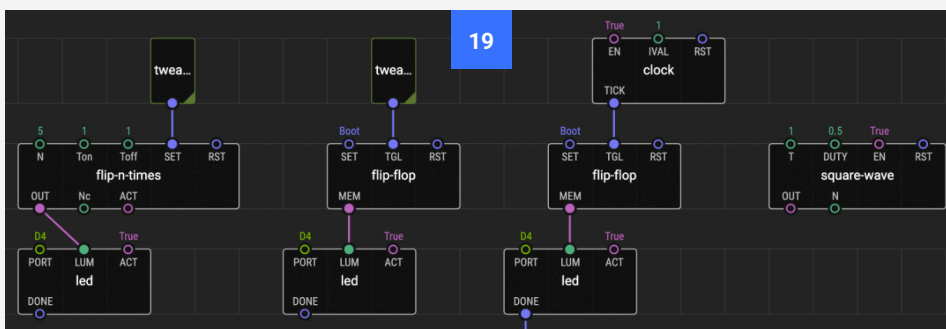 19
True 1
EN IVAL RST
clock
TICK
twea...
twea...
5 1 1
N Ton Toff SET RST
flip-n-times
OUT Nc ACT
Boot
SET TGL RST
flip-flop
MEM
Boot
SET TGL RST
flip-flop
MEM
1 0.5 True
T DUTY EN RST
square-wave
OUT N
D4 True
PORT LUM ACT
led
DONE
D4 True
PORT LUM ACT
led
DONE
D4 True
PORT LUM ACT
led
DONE